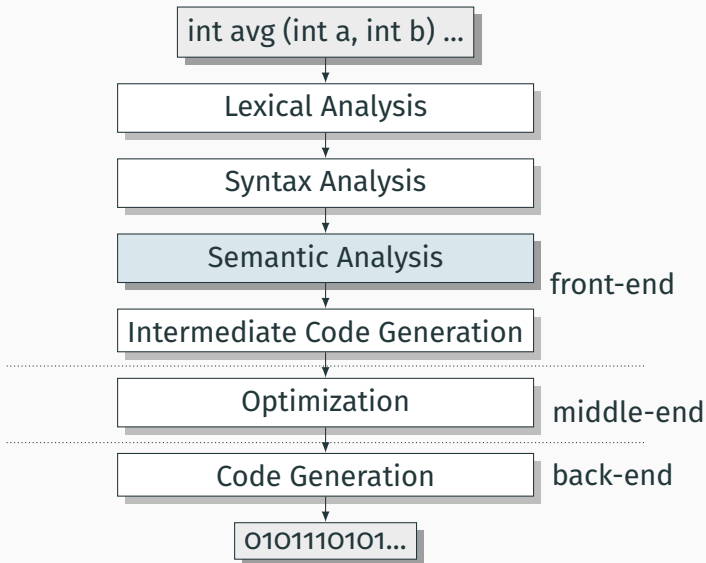 int avg (int a, int b) ...
Lexical Analysis
Syntax Analysis
Semantic Analysis
front-end
Intermediate Code Generation
Optimization
middle-end
Code Generation
back-end
0101110101...